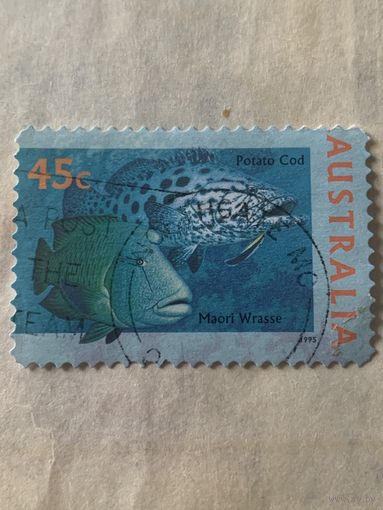 45c
Potato Cod
AUSTRALIA
Maori Wrasse
1995